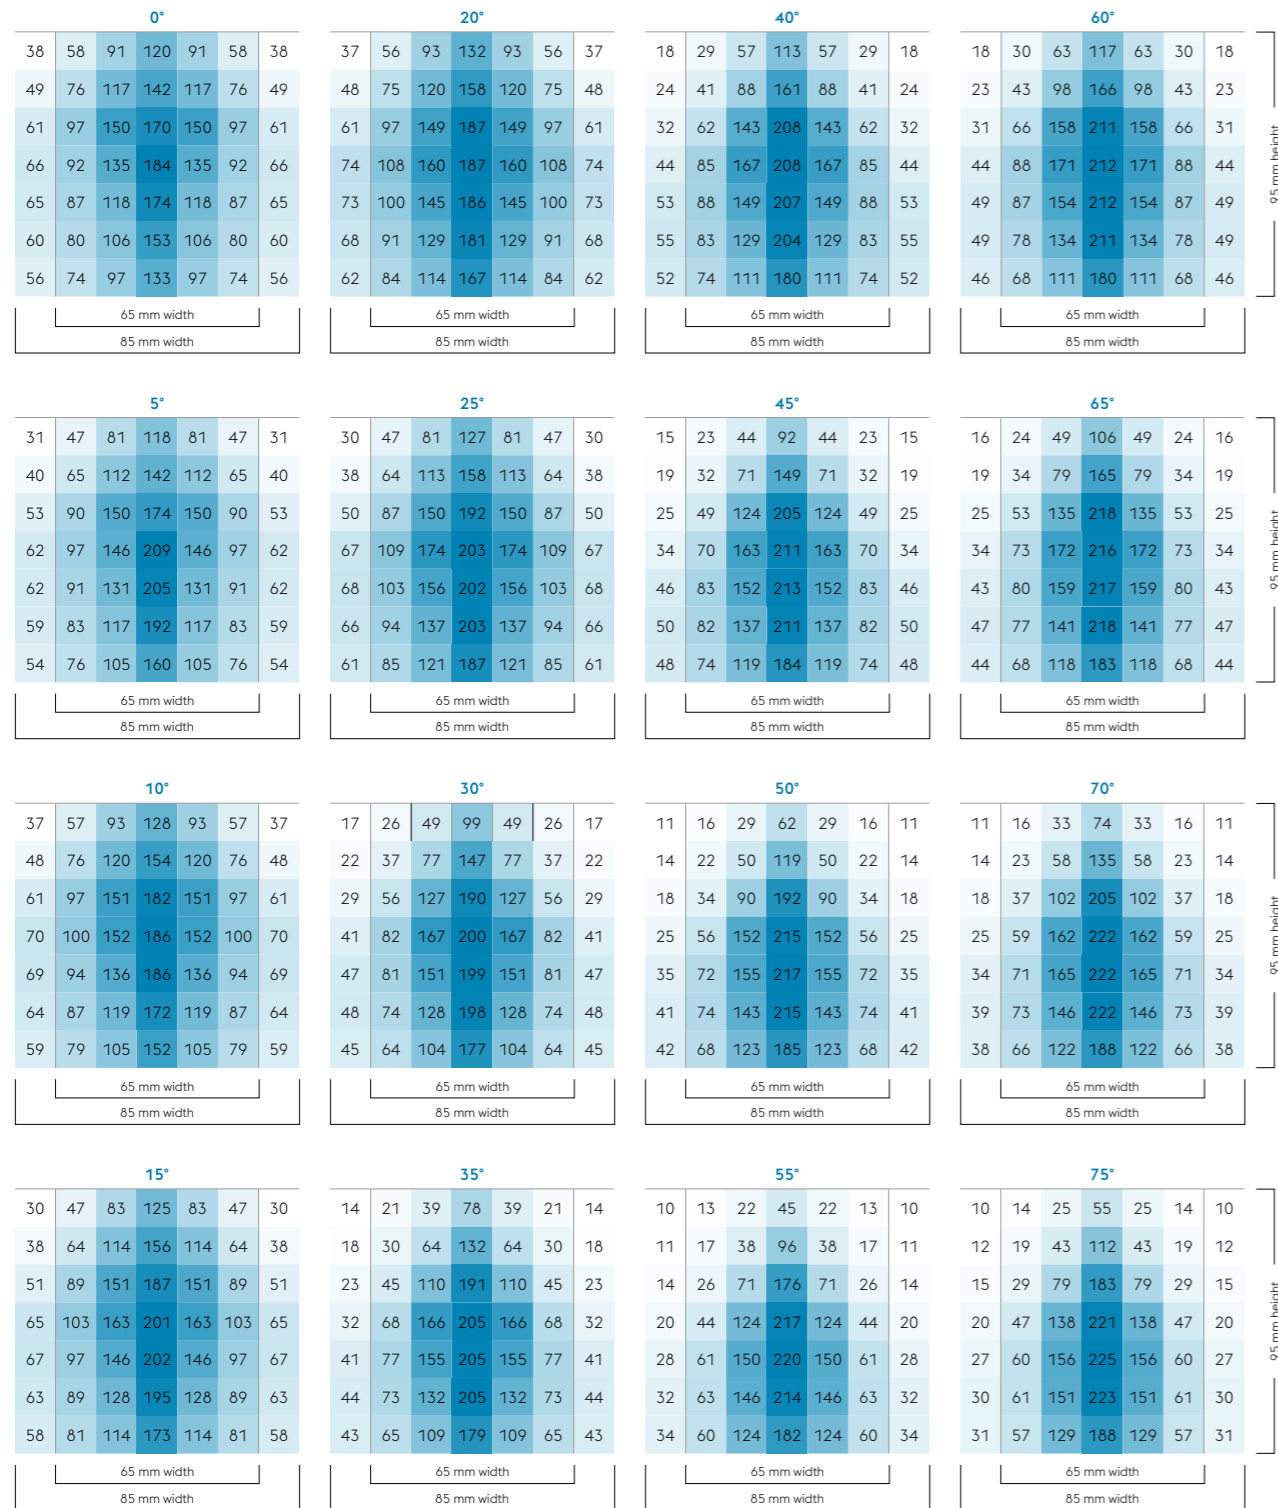 0° 20° 40° 60°
38 58 91 120 91 58 38 37 56 93 132 93 56 37 18 29 57 113 57 29 18 18 30 63 117 63 30 18
49 76 117 142 117 76 49 48 75 120 158 120 75 48 24 41 88 161 88 41 24 23 43 98 166 98 43 23
61 97 150 170 150 97 61 61 97 149 187 149 97 61 32 62 143 208 143 62 32 31 66 158 211 158 66 31
66 92 135 184 135 92 66 74 108 160 187 160 108 74 44 85 167 208 167 85 44 44 88 171 212 171 88 44
65 87 118 174 118 87 65 73 100 145 186 145 100 73 53 88 149 207 149 88 53 49 87 154 212 154 87 49
60 80 106 153 106 80 60 68 91 129 181 129 91 68 55 83 129 204 129 83 55 49 78 134 211 134 78 49
56 74 97 133 97 74 56 62 84 114 167 114 84 62 52 74 111 180 111 74 52 46 68 111 180 111 68 46
95 mm height
65 mm width 65 mm width 65 mm width 65 mm width
85 mm width 85 mm width 85 mm width 85 mm width
5° 25° 45° 65°
31 47 81 118 81 47 31 30 47 81 127 81 47 30 15 23 44 92 44 23 15 16 24 49 106 49 24 16
40 65 112 142 112 65 40 38 64 113 158 113 64 38 19 32 71 149 71 32 19 19 34 79 165 79 34 19
53 90 150 174 150 90 53 50 87 150 192 150 87 50 25 49 124 205 124 49 25 25 53 135 218 135 53 25
62 97 146 209 146 97 62 67 109 174 203 174 109 67 34 70 163 211 163 70 34 34 73 172 216 172 73 34
62 91 131 205 131 91 62 68 103 156 202 156 103 68 46 83 152 213 152 83 46 43 80 159 217 159 80 43
59 83 117 192 117 83 59 66 94 137 203 137 94 66 50 82 137 211 137 82 50 47 77 141 218 141 77 47
54 76 105 160 105 76 54 61 85 121 187 121 85 61 48 74 119 184 119 74 48 44 68 118 183 118 68 44
95 mm height
65 mm width 65 mm width 65 mm width 65 mm width
85 mm width 85 mm width 85 mm width 85 mm width
10° 30° 50° 70°
37 57 93 128 93 57 37 17 26 49 99 49 26 17 11 16 29 62 29 16 11 11 16 33 74 33 16 11
48 76 120 154 120 76 48 22 37 77 147 77 37 22 14 22 50 119 50 22 14 14 23 58 135 58 23 14
61 97 151 182 151 97 61 29 56 127 190 127 56 29 18 34 90 192 90 34 18 18 37 102 205 102 37 18
70 100 152 186 152 100 70 41 82 167 200 167 82 41 25 56 152 215 152 56 25 25 59 162 222 162 59 25
69 94 136 186 136 94 69 47 81 151 199 151 81 47 35 72 155 217 155 72 35 34 71 165 222 165 71 34
64 87 119 172 119 87 64 48 74 128 198 128 74 48 41 74 143 215 143 74 41 39 73 146 222 146 73 39
59 79 105 152 105 79 59 45 64 104 177 104 64 45 42 68 123 185 123 68 42 38 66 122 188 122 66 38
95 mm height
65 mm width 65 mm width 65 mm width 65 mm width
85 mm width 85 mm width 85 mm width 85 mm width
15° 35° 55° 75°
30 47 83 125 83 47 30 14 21 39 78 39 21 14 10 13 22 45 22 13 10 10 14 25 55 25 14 10
38 64 114 156 114 64 38 18 30 64 132 64 30 18 11 17 38 96 38 17 11 12 19 43 112 43 19 12
51 89 151 187 151 89 51 23 45 110 191 110 45 23 14 26 71 176 71 26 14 15 29 79 183 79 29 15
65 103 163 201 163 103 65 32 68 166 205 166 68 32 20 44 124 217 124 44 20 20 47 138 221 138 47 20
67 97 146 202 146 97 67 41 77 155 205 155 77 41 28 61 150 220 150 61 28 27 60 156 225 156 60 27
63 89 128 195 128 89 63 44 73 132 205 132 73 44 32 63 146 214 146 63 32 30 61 151 223 151 61 30
58 81 114 173 114 81 58 43 65 109 179 109 65 43 34 60 124 182 124 60 34 31 57 129 188 129 57 31
95 mm height
65 mm width 65 mm width 65 mm width 65 mm width
85 mm width 85 mm width 85 mm width 85 mm width